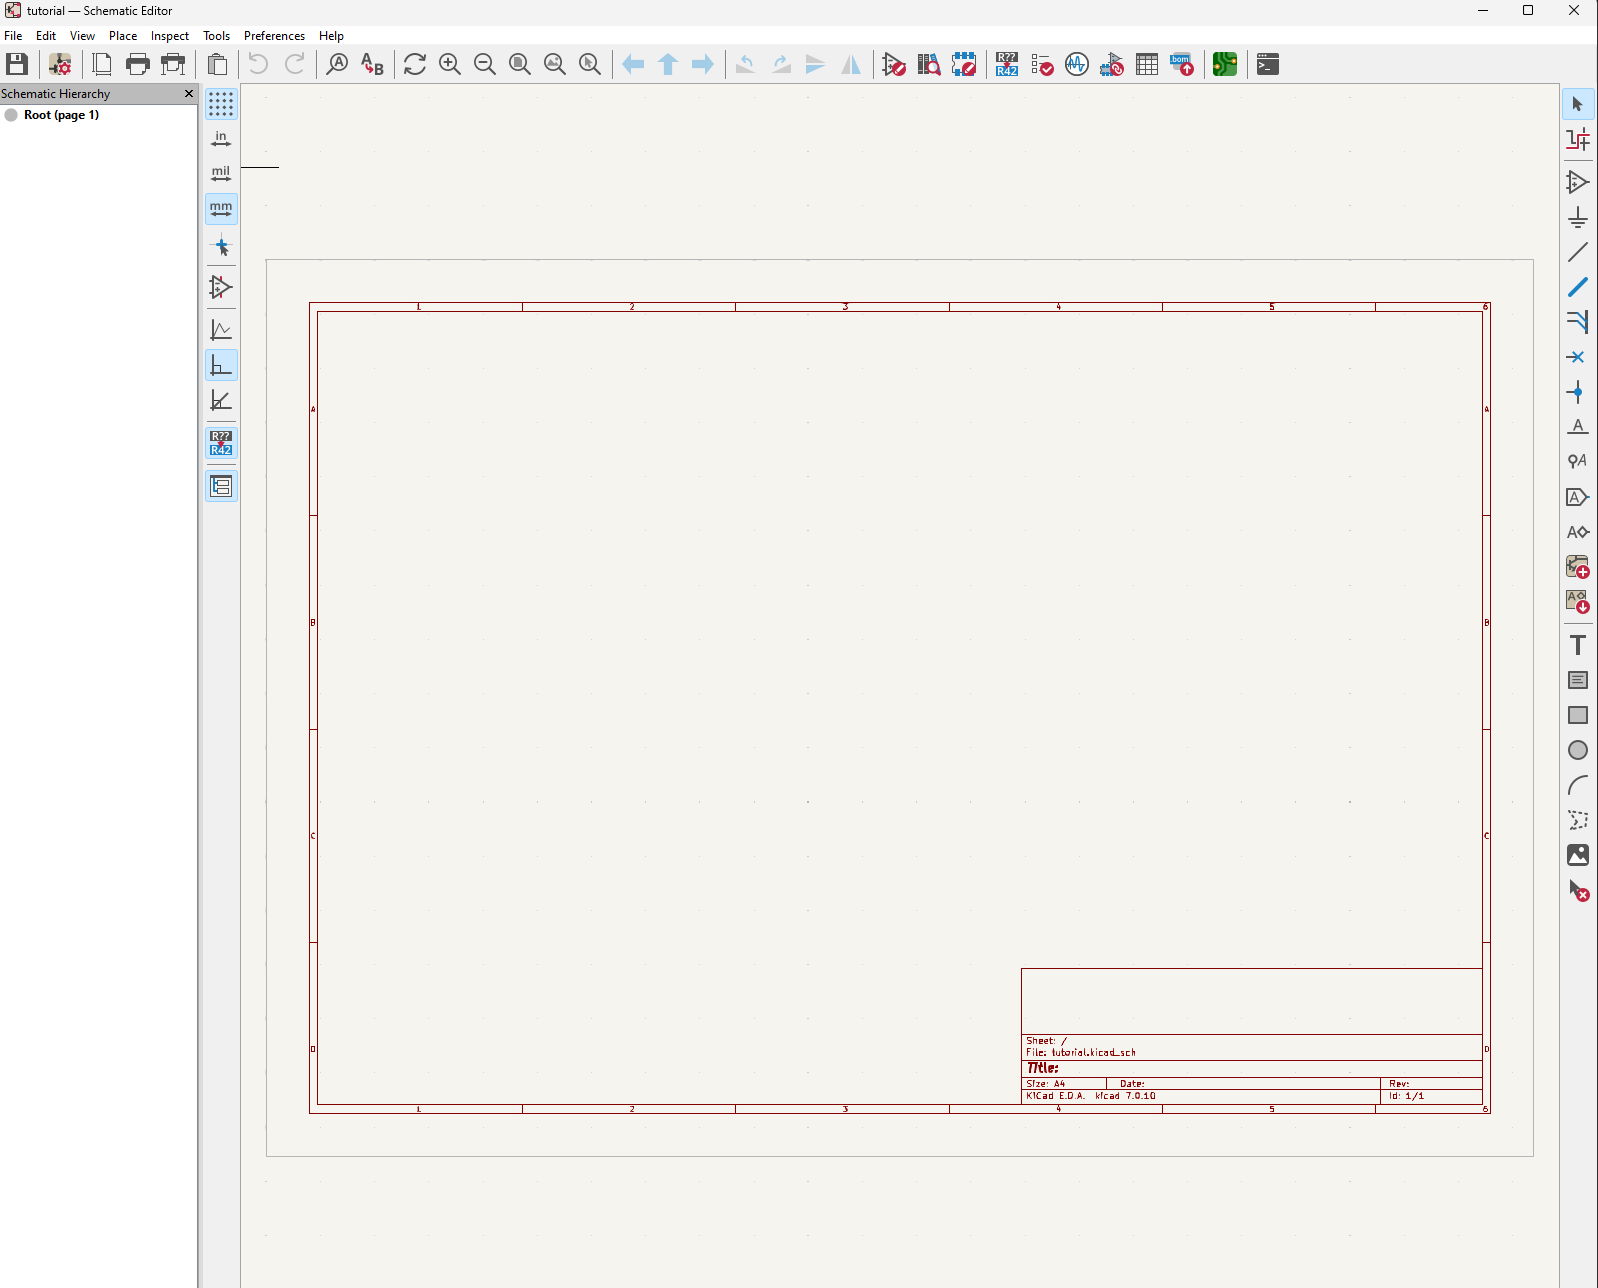 tutorial — Schematic Editor
File Edit View Place Inspect Tools Preferences Help
A
A B
R??
R42
.bom
>_
Schematic Hierarchy
Root (page 1)
in
mil
mm
R??
R42
A
A
A
A
A
T
1 2 3 4 5 6
A A
B B
C C
D D
Sheet: /
File: tutorial.kicad_sch
Title:
Size: A4 Date: Rev:
KiCad E.D.A. kicad 7.0.10 Id: 1/1
1 2 3 4 5 6